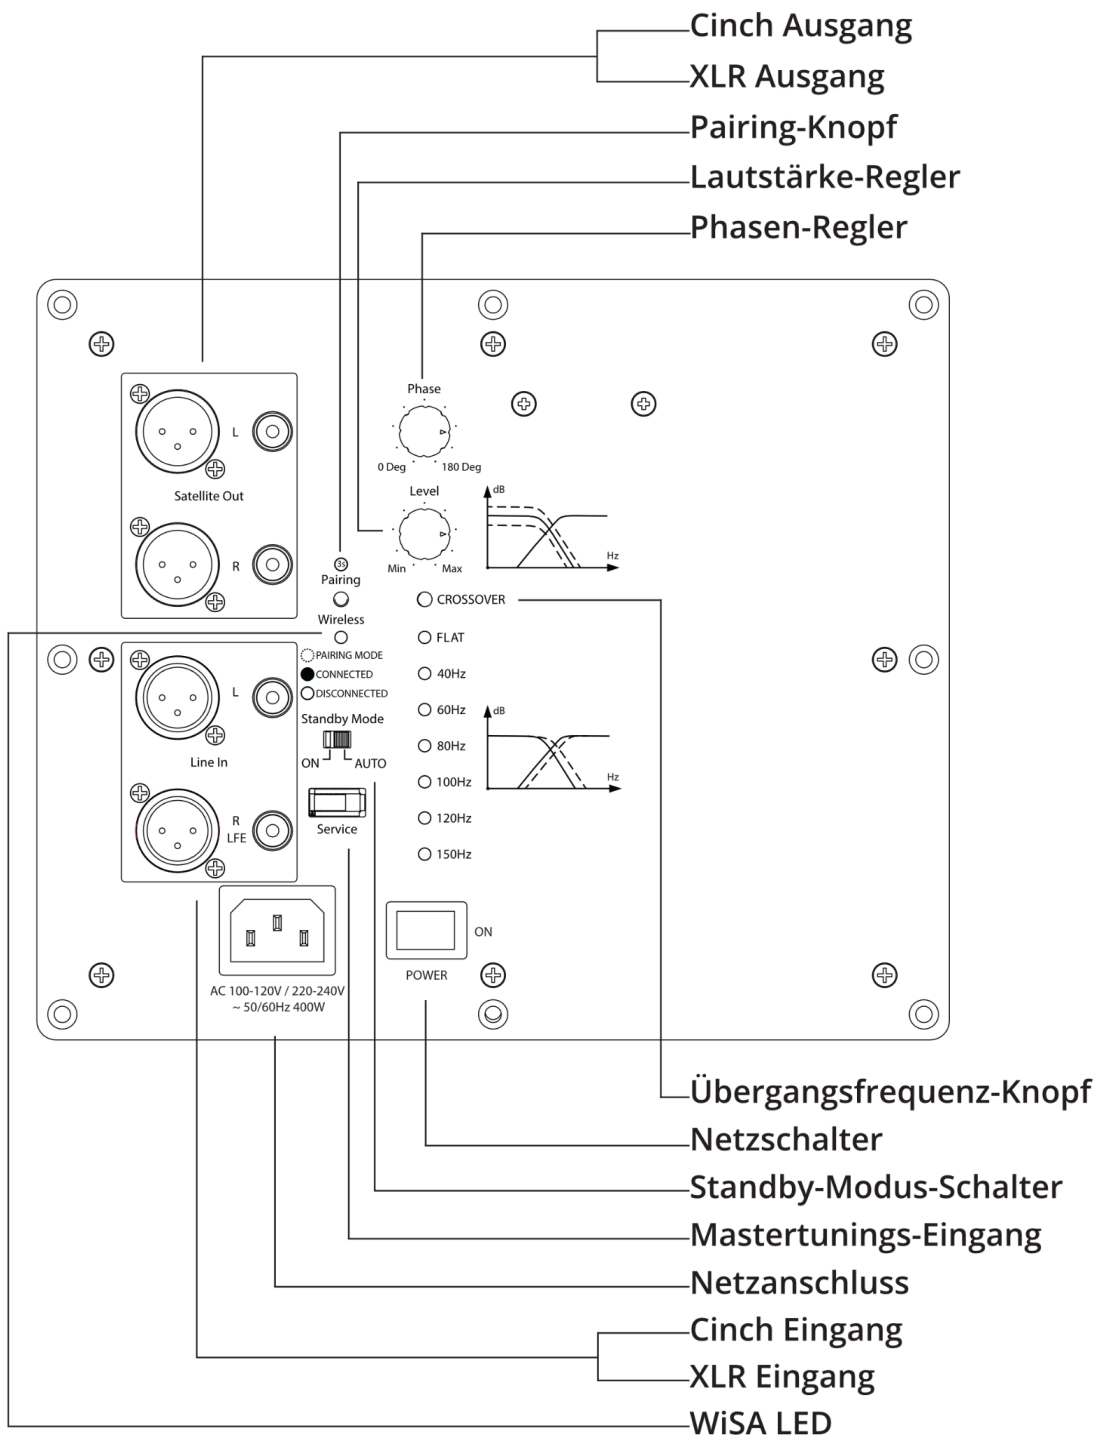 Cinch Ausgang
XLR Ausgang
Pairing-Knopf
Lautstärke-Regler
Phasen-Regler
Phase
0 Deg
180 Deg
Level
Min
Max
dB
Hz
L
Satellite Out
R
3s
Pairing
Wireless
PAIRING MODE
CONNECTED
DISCONNECTED
Standby Mode
ON
AUTO
Service
CROSSOVER
FLAT
40Hz
60Hz
80Hz
100Hz
120Hz
150Hz
dB
Hz
L
Line In
R
LFE
ON
POWER
AC 100-120V / 220-240V
~ 50/60Hz 400W
Übergangsfrequenz-Knopf
Netzschalter
Standby-Modus-Schalter
Mastertunings-Eingang
Netzanschluss
Cinch Eingang
XLR Eingang
WiSA LED